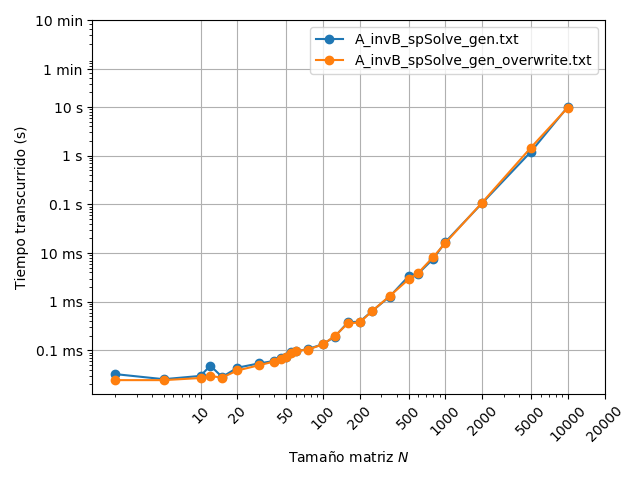 A_invB_spSolve_gen.txt
A_invB_spSolve_gen_overwrite.txt
Tiempo transcurrido (s)
10 min
1 min
10 s
1 s
0.1 s
10 ms
1 ms
0.1 ms
10
20
50
100
200
500
1000
2000
5000
10000
20000
Tamaño matriz N